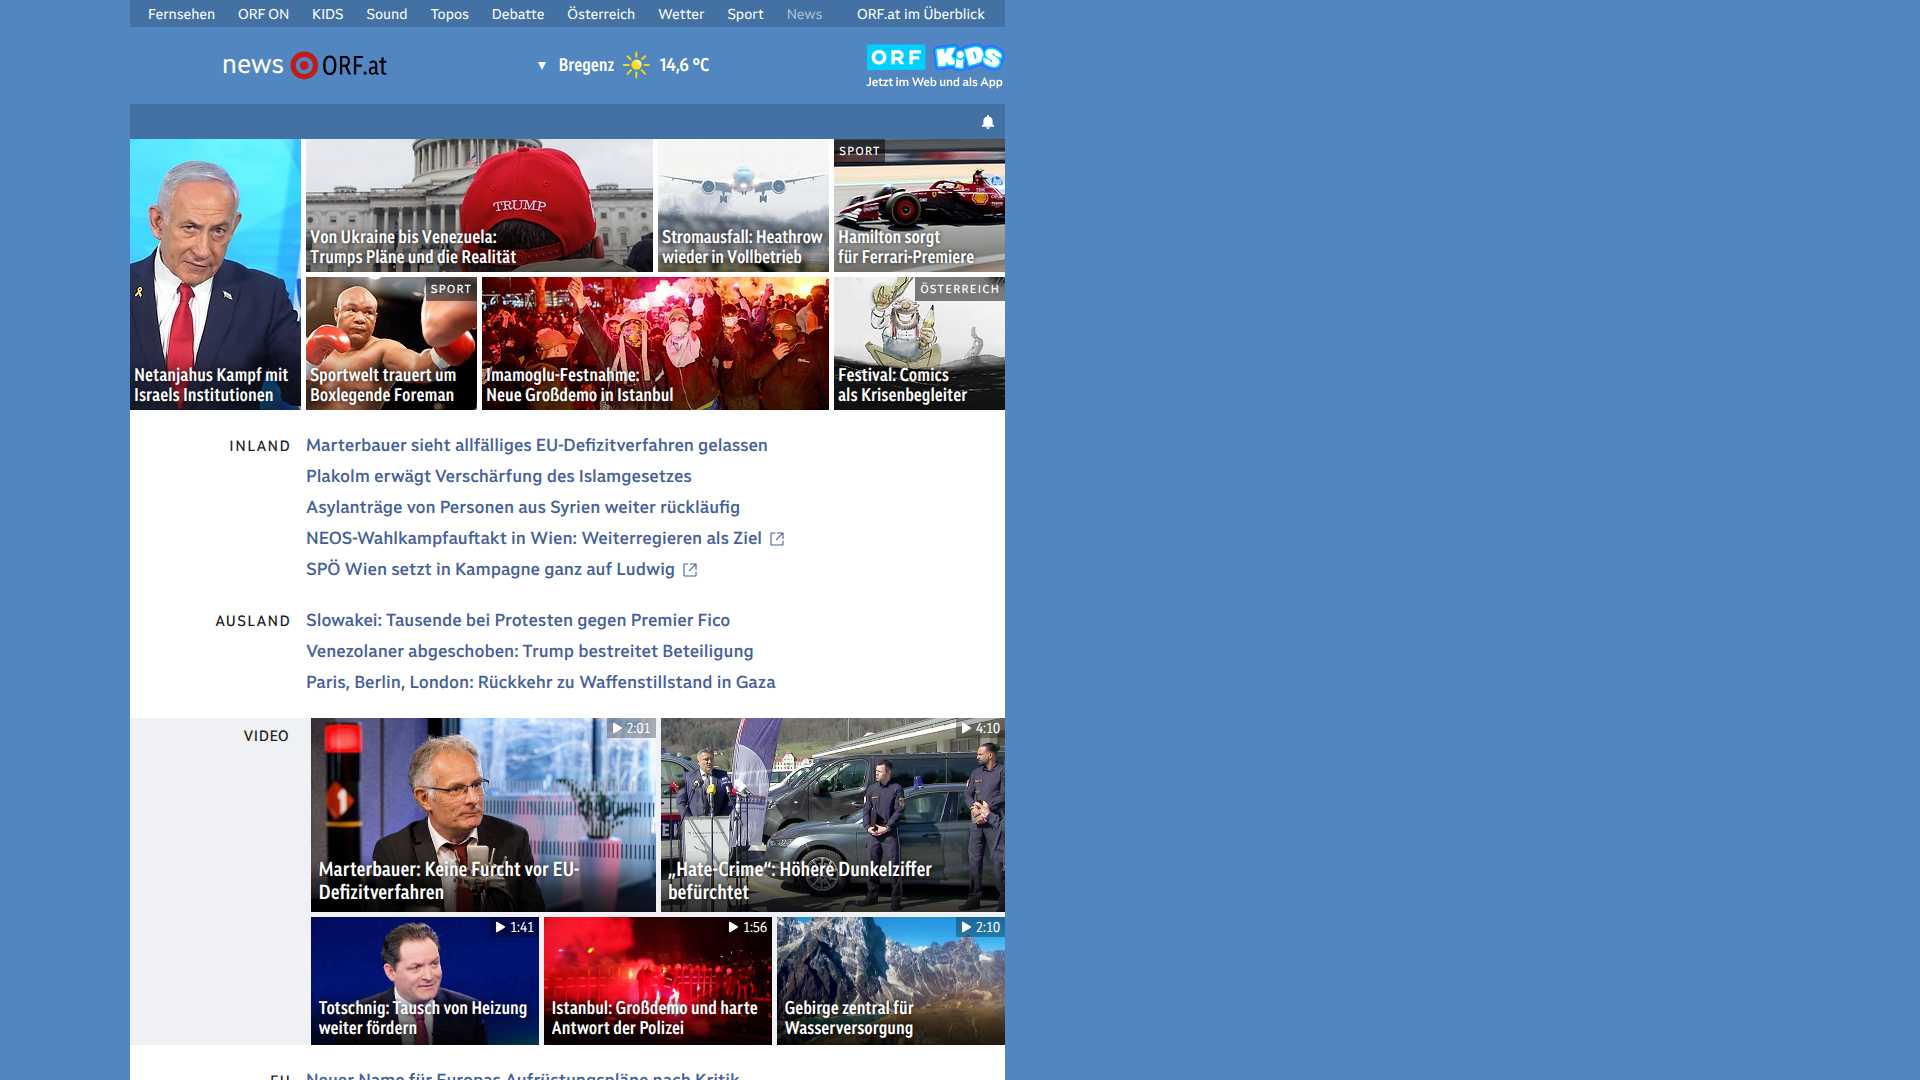 Fernsehen ORF ON KIDS Sound Topos Debatte Österreich Wetter Sport News ORF.at im Überblick
news ORF.at
▼ Bregenz 14,6 °C
ORF KiDS
Jetzt im Web und als App
TRUMP
SPORT
Von Ukraine bis Venezuela:
Trumps Pläne und die Realität
Stromausfall: Heathrow
wieder in Vollbetrieb
Hamilton sorgt
für Ferrari-Premiere
Netanjahus Kampf mit
Israels Institutionen
SPORT
Sportwelt trauert um
Boxlegende Foreman
Imamoglu-Festnahme:
Neue Großdemo in Istanbul
ÖSTERREICH
Festival: Comics
als Krisenbegleiter
INLAND
Marterbauer sieht allfälliges EU-Defizitverfahren gelassen
Plakolm erwägt Verschärfung des Islamgesetzes
Asylanträge von Personen aus Syrien weiter rückläufig
NEOS-Wahlkampfauftakt in Wien: Weiterregieren als Ziel
SPÖ Wien setzt in Kampagne ganz auf Ludwig
AUSLAND
Slowakei: Tausende bei Protesten gegen Premier Fico
Venezolaner abgeschoben: Trump bestreitet Beteiligung
Paris, Berlin, London: Rückkehr zu Waffenstillstand in Gaza
VIDEO
2:01
Marterbauer: Keine Furcht vor EU-
Defizitverfahren
4:10
„Hate-Crime“: Höhere Dunkelziffer
befürchtet
1:41
Totschnig: Tausch von Heizung
weiter fördern
1:56
Istanbul: Großdemo und harte
Antwort der Polizei
2:10
Gebirge zentral für
Wasserversorgung
EU
Neuer Name für Europas Aufrüstungspläne nach Kritik